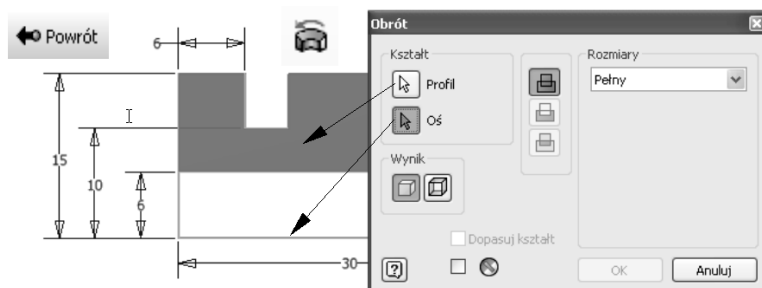 Powrót
6
15
10
6
30
Obrót
Kształt
Profil
Oś
Wynik
Rozmiary
Pełny
Dopasuj kształt
OK
Anuluj